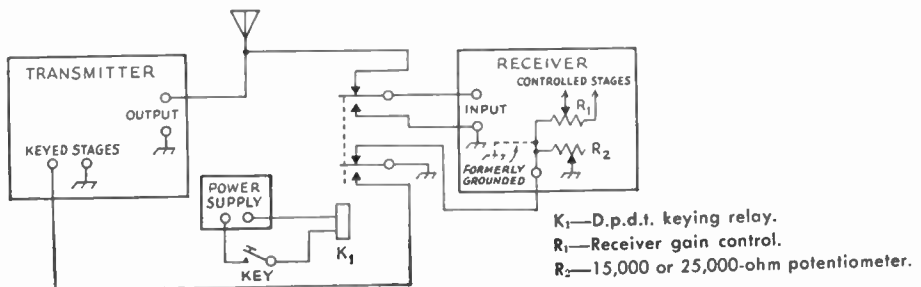 TRANSMITTER
OUTPUT
KEYED STAGES
POWER
SUPPLY
KEY
K₁
RECEIVER
CONTROLLED STAGES
R₁
INPUT
R₂
FORMERLY
GROUNDED
K₁—D.p.d.t. keying relay.
R₁—Receiver gain control.
R₂—15,000 or 25,000-ohm potentiometer.